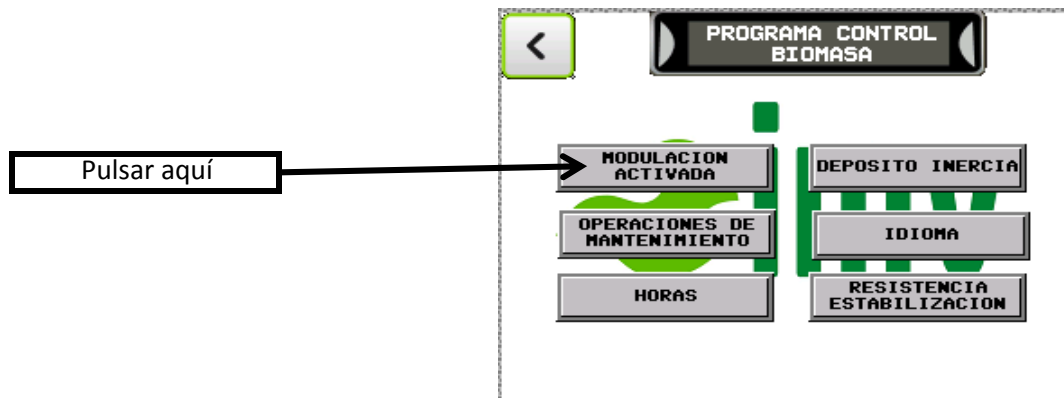 PROGRAMA CONTROL
BIOMASA
Pulsar aquí
MODULACION
ACTIVADA
DEPOSITO INERCIA
OPERACIONES DE
MANTENIMIENTO
IDIOMA
HORAS
RESISTENCIA
ESTABILIZACION